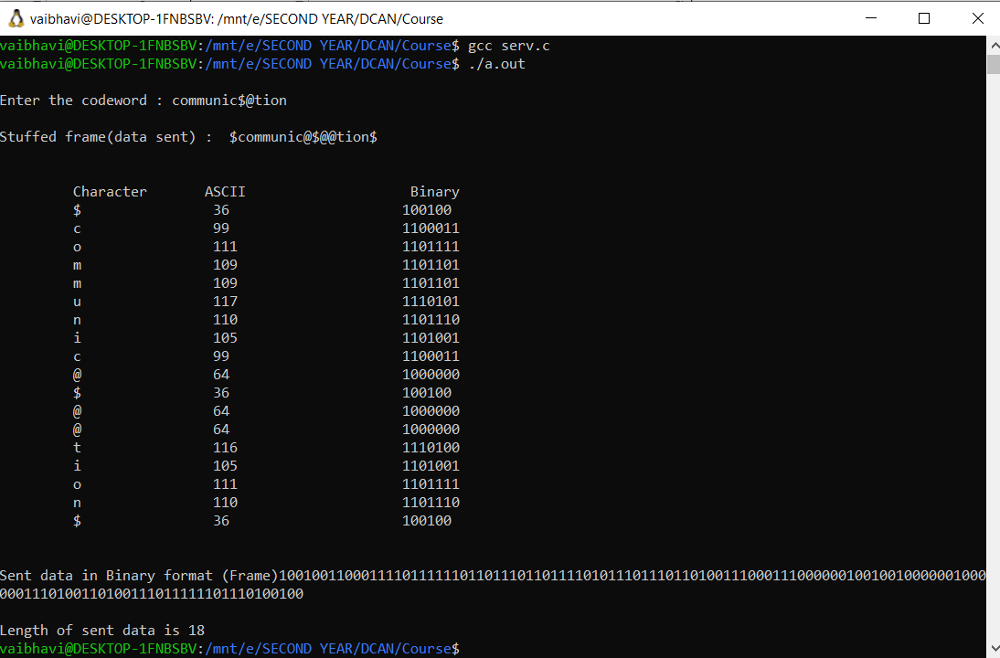 vaibhavi@DESKTOP-1FNBSBV: /mnt/e/SECOND YEAR/DCAN/Course
vaibhavi@DESKTOP-1FNBSBV:/mnt/e/SECOND YEAR/DCAN/Course$ gcc serv.c
vaibhavi@DESKTOP-1FNBSBV:/mnt/e/SECOND YEAR/DCAN/Course$ ./a.out
Enter the codeword : communic$@tion
Stuffed frame(data sent) :  $communic@$@@tion$
Character ASCII Binary
$ 36 100100
c 99 1100011
o 111 1101111
m 109 1101101
m 109 1101101
u 117 1110101
n 110 1101110
i 105 1101001
c 99 1100011
@ 64 1000000
$ 36 100100
@ 64 1000000
@ 64 1000000
t 116 1110100
i 105 1101001
o 111 1101111
n 110 1101110
$ 36 100100
Sent data in Binary format (Frame)10010011000111101111110110111011011110101110111011010011100011100000010010010000001000
0001110100110100111011111101110100100
Length of sent data is 18
vaibhavi@DESKTOP-1FNBSBV:/mnt/e/SECOND YEAR/DCAN/Course$